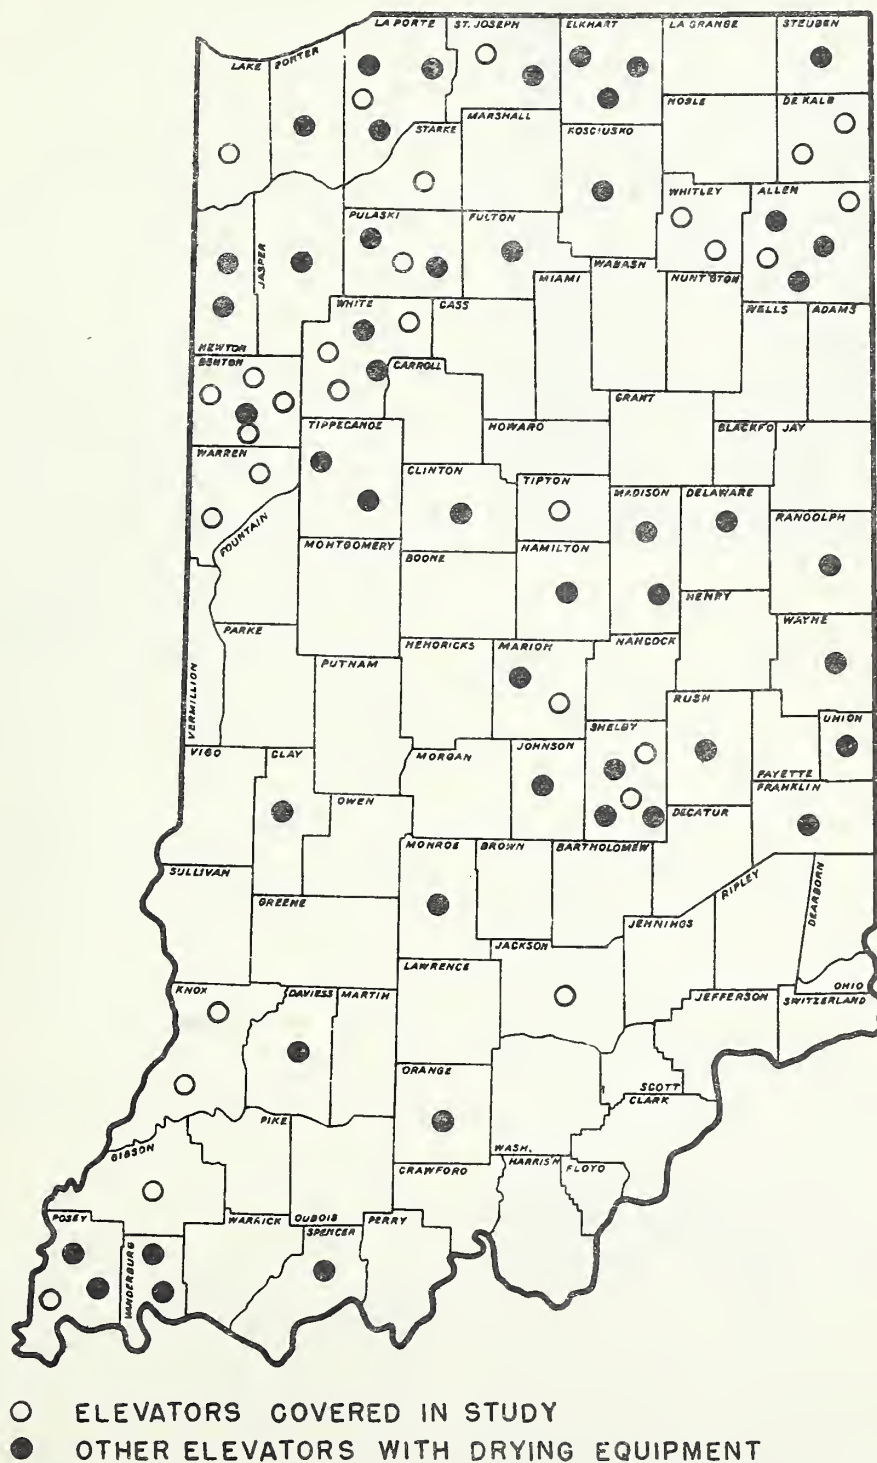 LA PORTE ST. JOSEPH ELKHART LA GRANGE STEUBEN
LAKE PORTER
NOBLE DE KALB
STARKE MARSHALL KOSCIUSKO
WHITLEY ALLEN
PULASKI FULTON
JASPER WABASH
MIAMI HUNTGTON
WHITE CASS WELLS ADAMS
NEWTON
BENTON CARROLL
GRANT
TIPPECANOE HOWARD BLACKFO JAY
WARREN
CLINTON TIPTON
MADISON DELAWARE
RANDOLPH
FOUNTAIN MONTGOMERY HAMILTON
BOONE
HENRY
PARKE WAYNE
HENDRICKS MARION HANCOCK
PUTNAM
VERMILLION RUSH
SHELBY UNION
VIGO CLAY MORGAN JOHNSON
FAYETTE
FRANKLIN
OWEN
DECATUR
MONROE BROWN BARTHOLOMEW
SULLIVAN
RIPLEY DEARBORN
GREENE
JENNINGS
JACKSON
LAWRENCE
KNOX DAVIESS MARTIN JEFFERSON OHIO
SWITZERLAND
ORANGE
SCOTT
CLARK
PIKE
GIBSON WASH.
CRAWFORD HARRISH FLOYD
POSEY WARRICK DUBOIS PERRY
SPENCER
VANDERBURG
ELEVATORS COVERED IN STUDY
OTHER ELEVATORS WITH DRYING EQUIPMENT